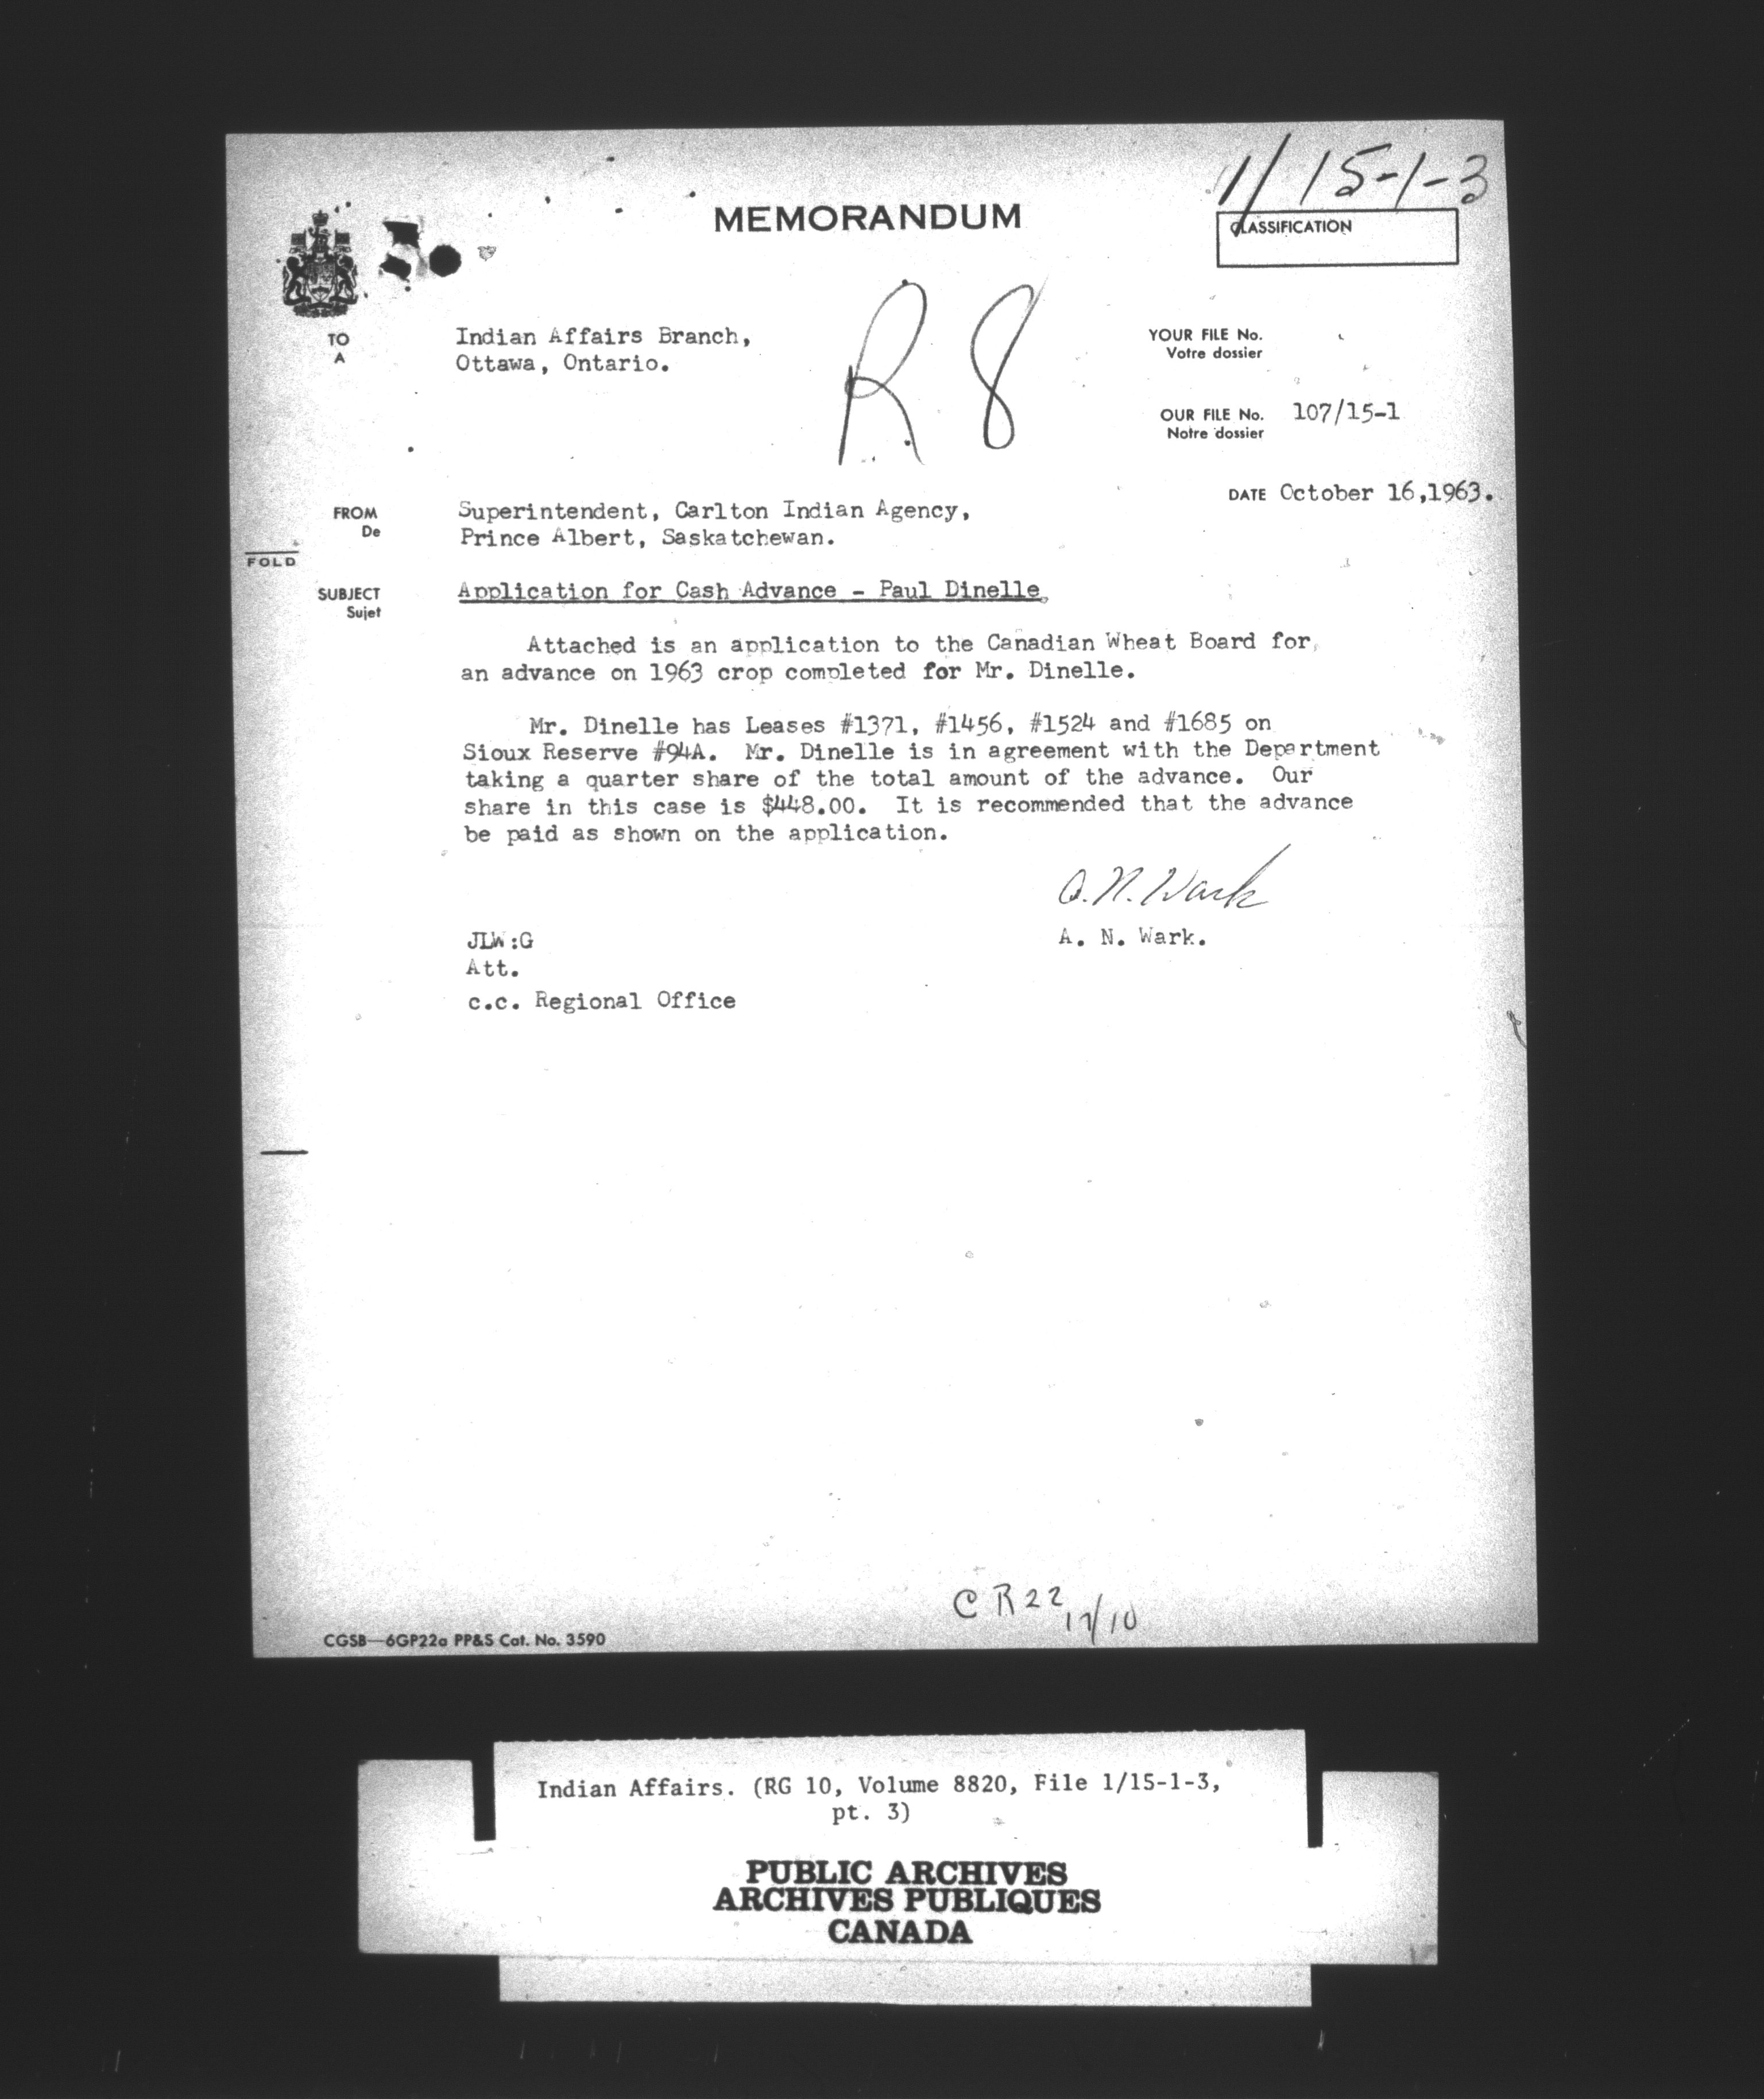 1/15-1-3
MEMORANDUM
CLASSIFICATION
R 8
TO
A
Indian Affairs Branch,
Ottawa, Ontario.
YOUR FILE No.
Votre dossier
OUR FILE No. 107/15-1
Notre dossier
DATE October 16,1963.
FROM
De
Superintendent, Carlton Indian Agency,
Prince Albert, Saskatchewan.
FOLD
SUBJECT
Sujet
Application for Cash Advance - Paul Dinelle
Attached is an application to the Canadian Wheat Board for
an advance on 1963 crop completed for Mr. Dinelle.
Mr. Dinelle has Leases #1371, #1456, #1524 and #1685 on
Sioux Reserve #94A. Mr. Dinelle is in agreement with the Department
taking a quarter share of the total amount of the advance. Our
share in this case is $448.00. It is recommended that the advance
be paid as shown on the application.
A. N. Wark
A. N. Wark.
JLW:G
Att.
c.c. Regional Office
C R 22
17/10
CGSB—6GP22a PP&S Cat. No. 3590
Indian Affairs. (RG 10, Volume 8820, File 1/15-1-3,
pt. 3)
PUBLIC ARCHIVES
ARCHIVES PUBLIQUES
CANADA